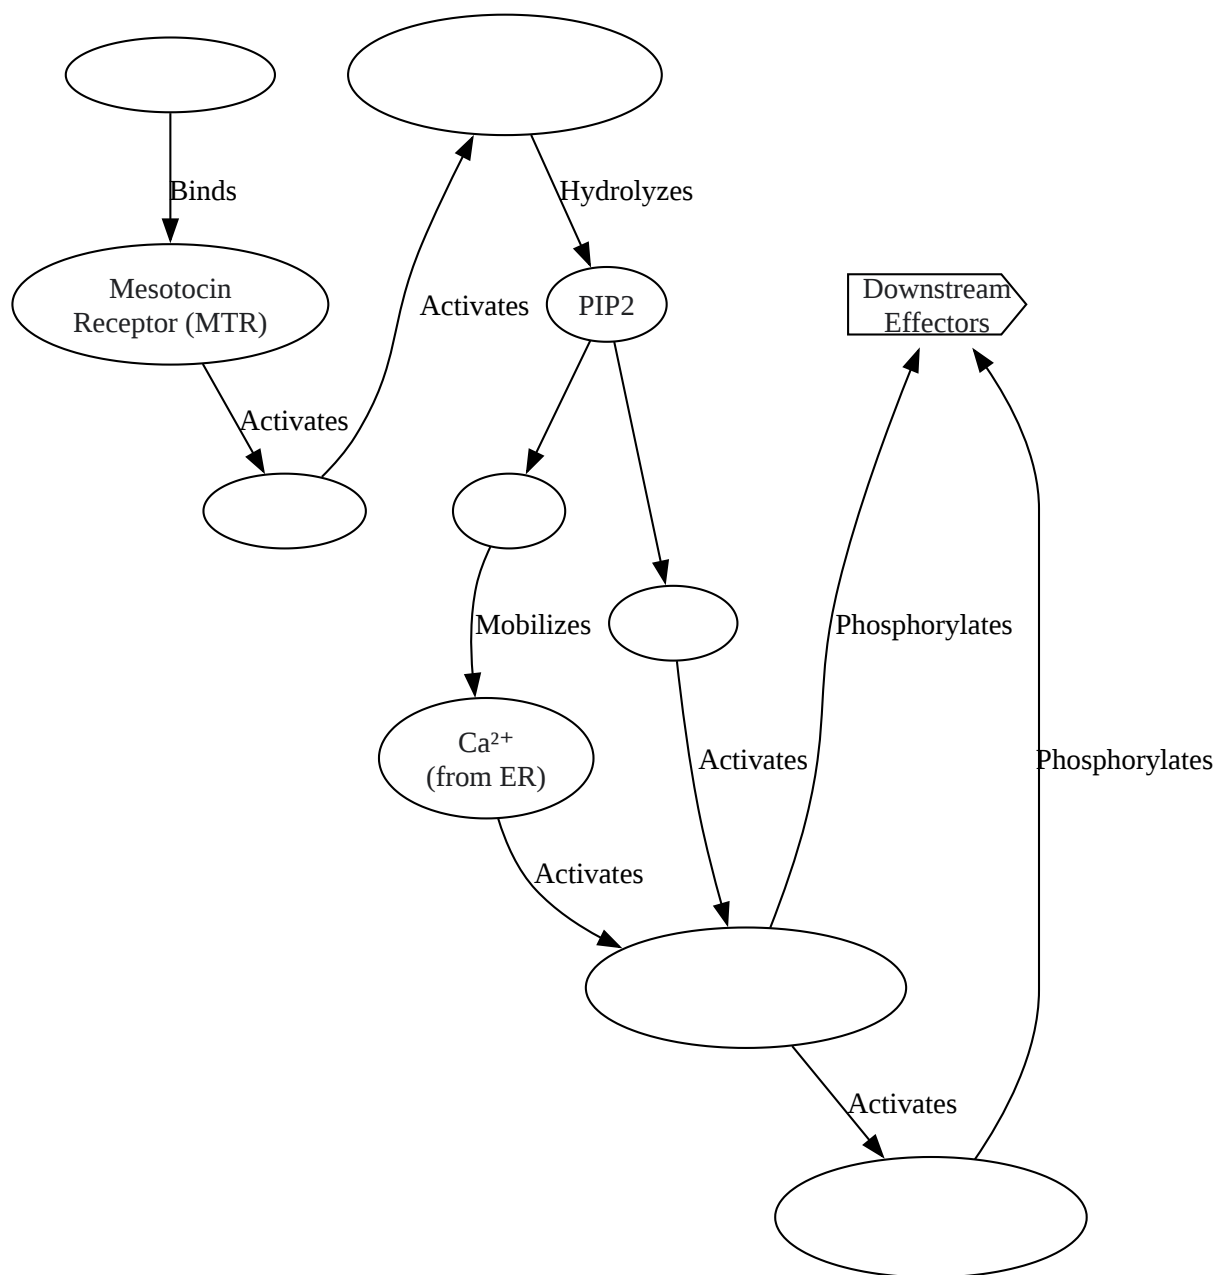 Binds
Hydrolyzes
Mesotocin
Receptor (MTR)
Activates
PIP2
Downstream
Effectors
Activates
Mobilizes
Phosphorylates
Ca²⁺
(from ER)
Activates
Phosphorylates
Activates
Activates